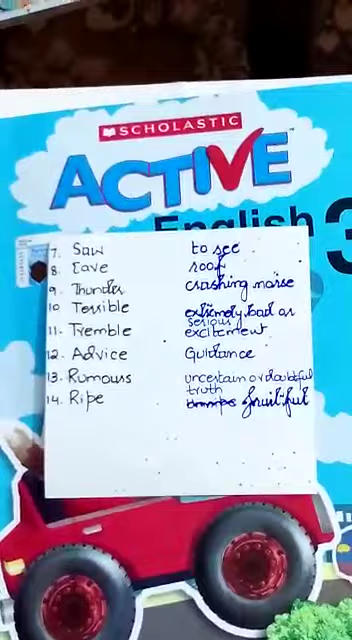 SCHOLASTIC
ACTIVE
English 3
7. Saw to see
8. Eave roof
9. Thunder crashing noise
10 Terrible extremely bad or serious
11. Tremble excitement
12. Advice Guidance
13. Rumours uncertain or doubtful truth
14. Ripe fruitful